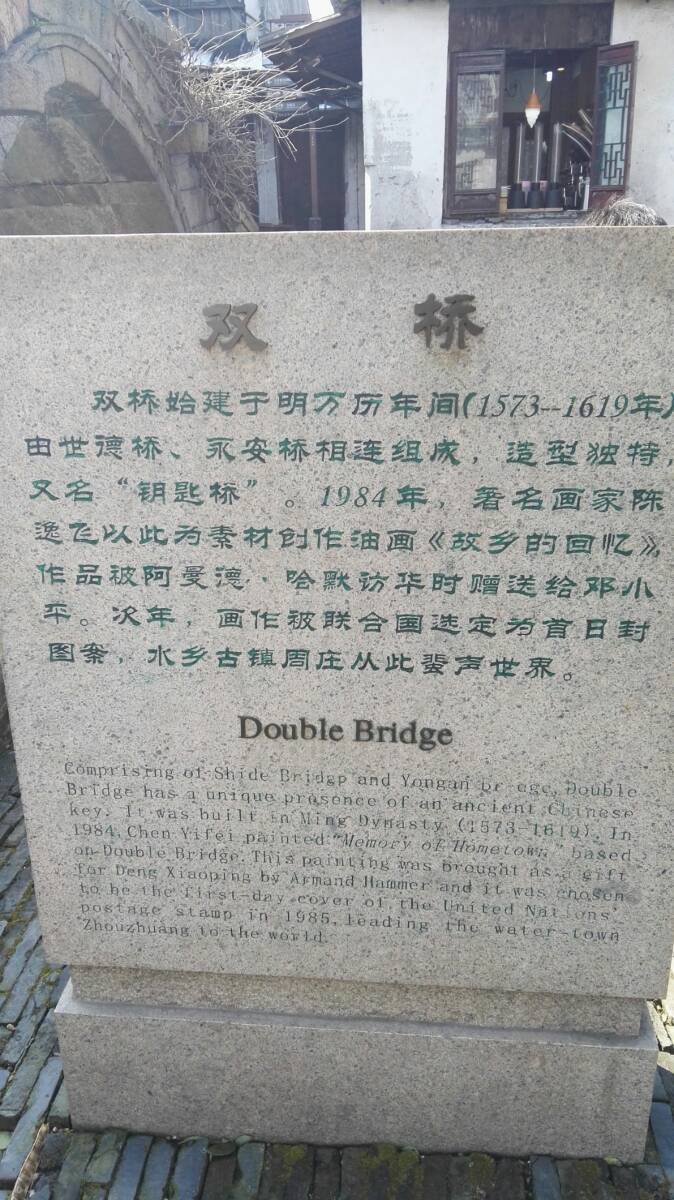 双 桥
双桥始建于明万历年间(1573--1619年)
由世德桥、永安桥相连组成，造型独特，
又名“钥匙桥”。1984年，著名画家陈
逸飞以此为素材创作油画《故乡的回忆》，
作品被阿曼德·哈默访华时赠送给邓小
平。次年，画作被联合国选定为首日封
图案，水乡古镇周庄从此蜚声世界。
Double Bridge
Comprising of Shide Bridge and Yongan Double
Bridge has a unique presence of an ancient Chinese
key. It was built in Ming Dynasty (1573-1619). In
1984, Chen Yifei painted "Memory of Hometown" based
on Double Bridge. This painting was brought as a gift
for Deng Xiaoping by Armand Hammer and it was chosen
to be the first-day cover of the United Nations'
postage stamp in 1985, leading the water-town
Zhouzhuang to the world.